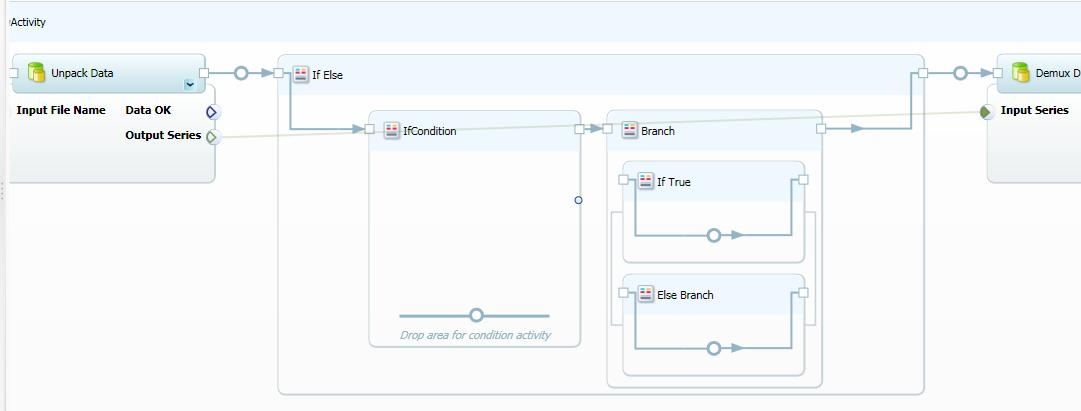 Activity
Unpack Data
If Else
Demux D
Input File Name
Data OK
Output Series
IfCondition
Branch
Input Series
If True
Else Branch
Drop area for condition activity